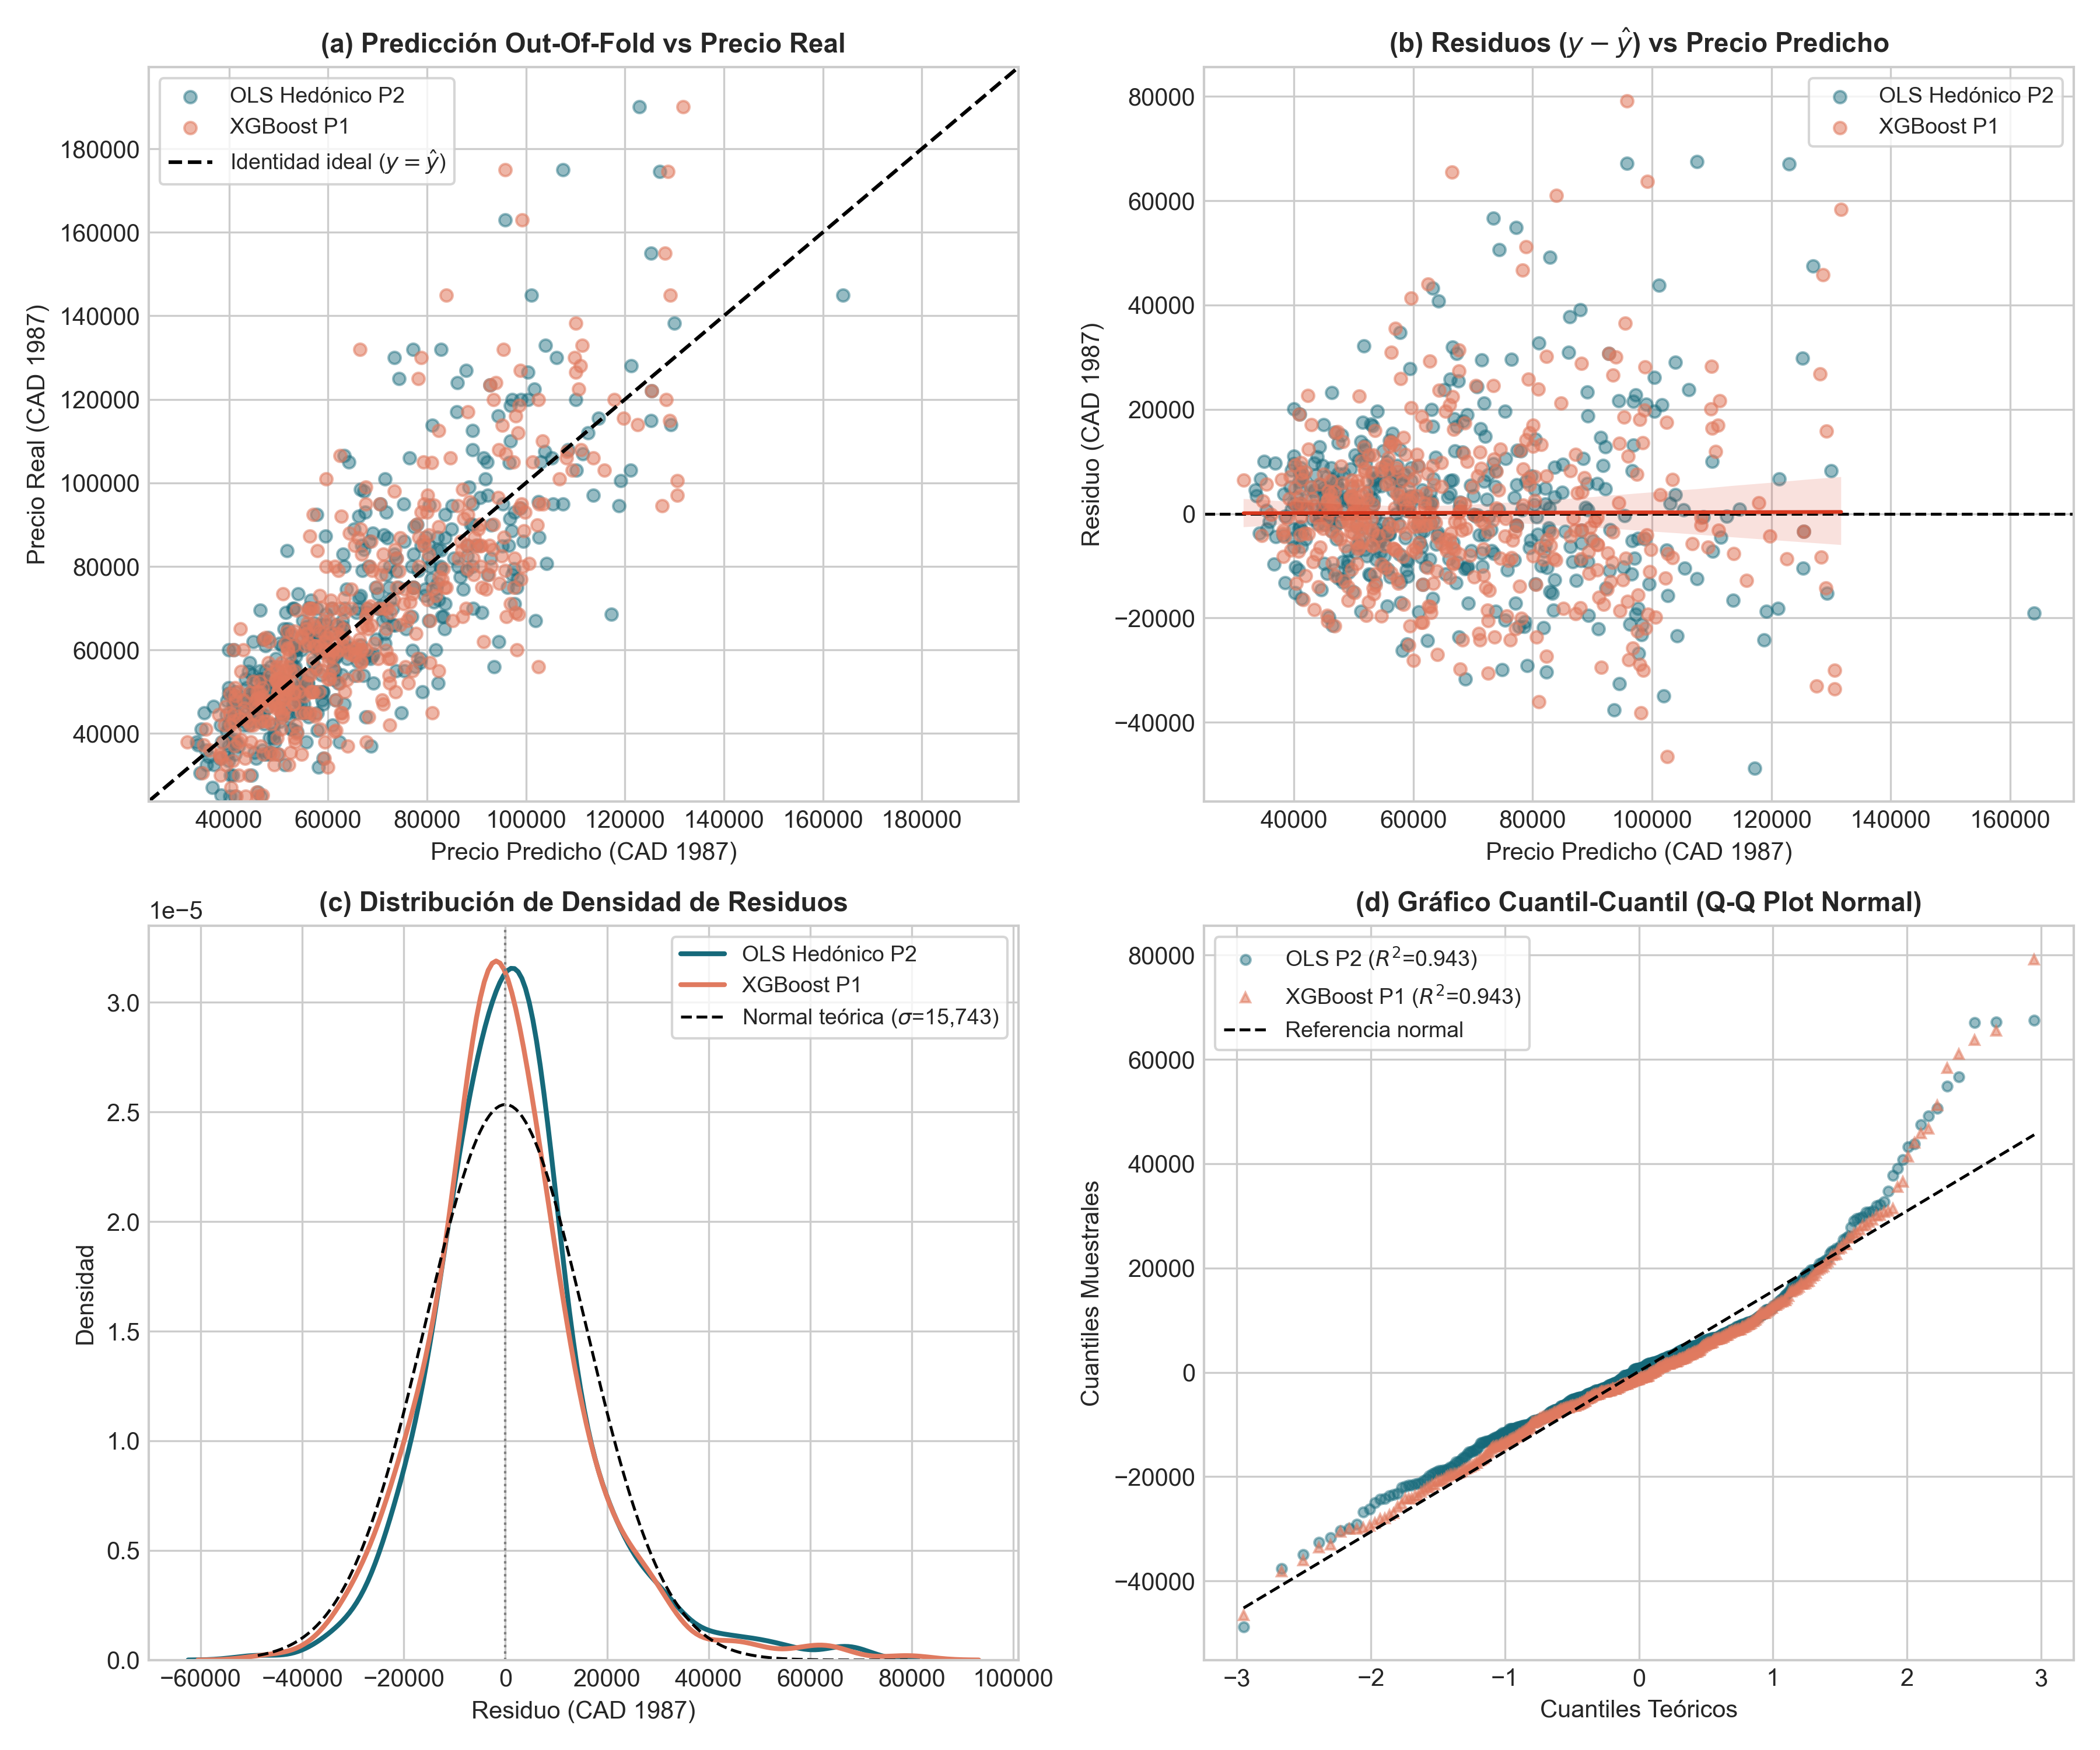 (a) Predicción Out-Of-Fold vs Precio Real
OLS Hedónico P2
XGBoost P1
Identidad ideal (y = ŷ)
180000
160000
140000
120000
100000
80000
60000
40000
Precio Real (CAD 1987)
40000 60000 80000 100000 120000 140000 160000 180000
Precio Predicho (CAD 1987)
(b) Residuos (y − ŷ) vs Precio Predicho
OLS Hedónico P2
XGBoost P1
80000
60000
40000
20000
0
−20000
−40000
Residuo (CAD 1987)
40000 60000 80000 100000 120000 140000 160000
Precio Predicho (CAD 1987)
(c) Distribución de Densidad de Residuos
1e−5
OLS Hedónico P2
XGBoost P1
Normal teórica (σ=15,743)
3.0
2.5
2.0
1.5
1.0
0.5
0.0
Densidad
−60000 −40000 −20000 0 20000 40000 60000 80000 100000
Residuo (CAD 1987)
(d) Gráfico Cuantil-Cuantil (Q-Q Plot Normal)
OLS P2 (R²=0.943)
XGBoost P1 (R²=0.943)
Referencia normal
80000
60000
40000
20000
0
−20000
−40000
Cuantiles Muestrales
−3 −2 −1 0 1 2 3
Cuantiles Teóricos